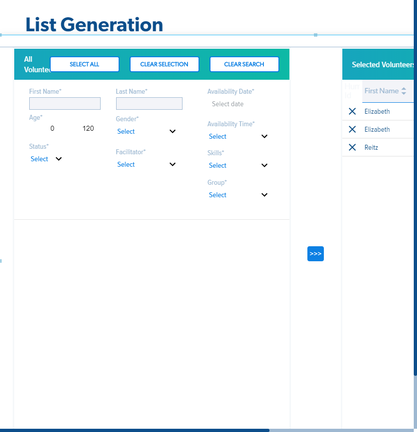 List Generation
All
Voluntee
SELECT ALL
CLEAR SELECTION
CLEAR SEARCH
Selected Volunteers
First Name*
Last Name*
Availability Date*
Select date
Age*
0 120
Gender*
Select
Availability Time*
Select
Status*
Select
Facilitator*
Select
Skills*
Select
Group*
Select
>>>
First Name
Elizabeth
Elizabeth
Reitz